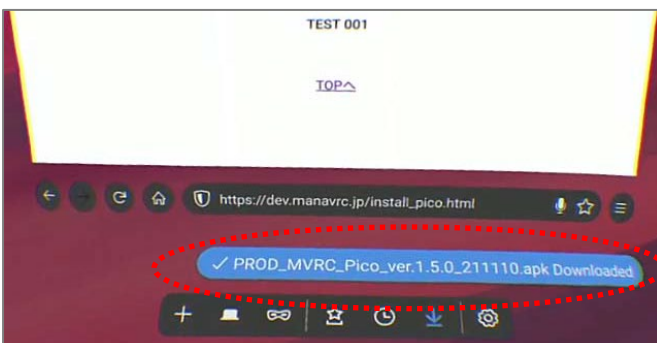 TEST 001
TOPへ
https://dev.manavrc.jp/install_pico.html
PROD_MVRC_Pico_ver.1.5.0_211110.apk Downloaded